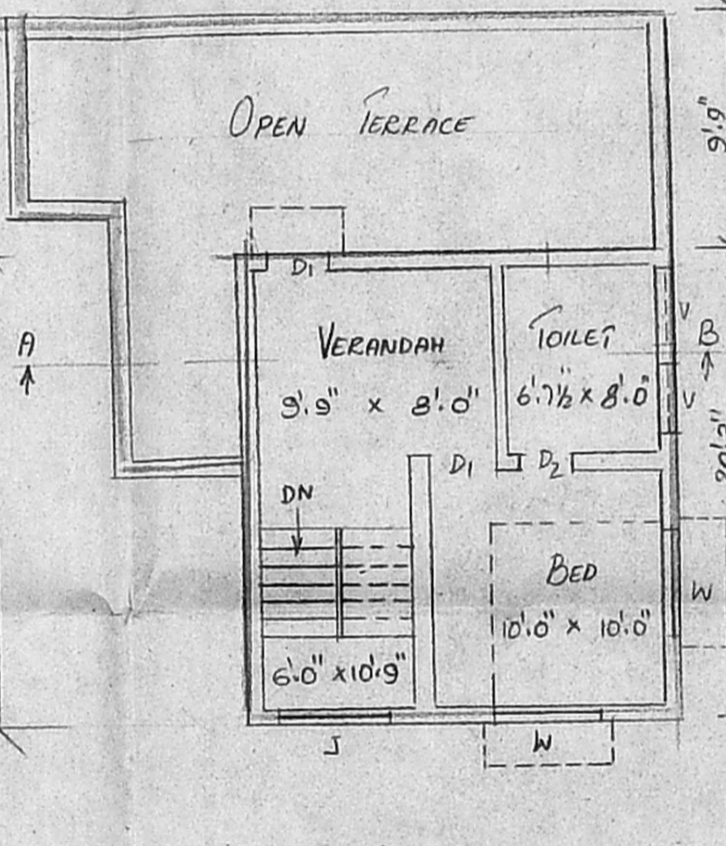 OPEN TERRACE
9'.9"
D1
A
VERANDAH
TOILET
V
B
9'.9" x 8'.0"
6'.7½" x 8'.0"
V
D1
D2
DN
BED
W
10'.0" x 10'.0"
6'.0" x 10'.9"
J
W